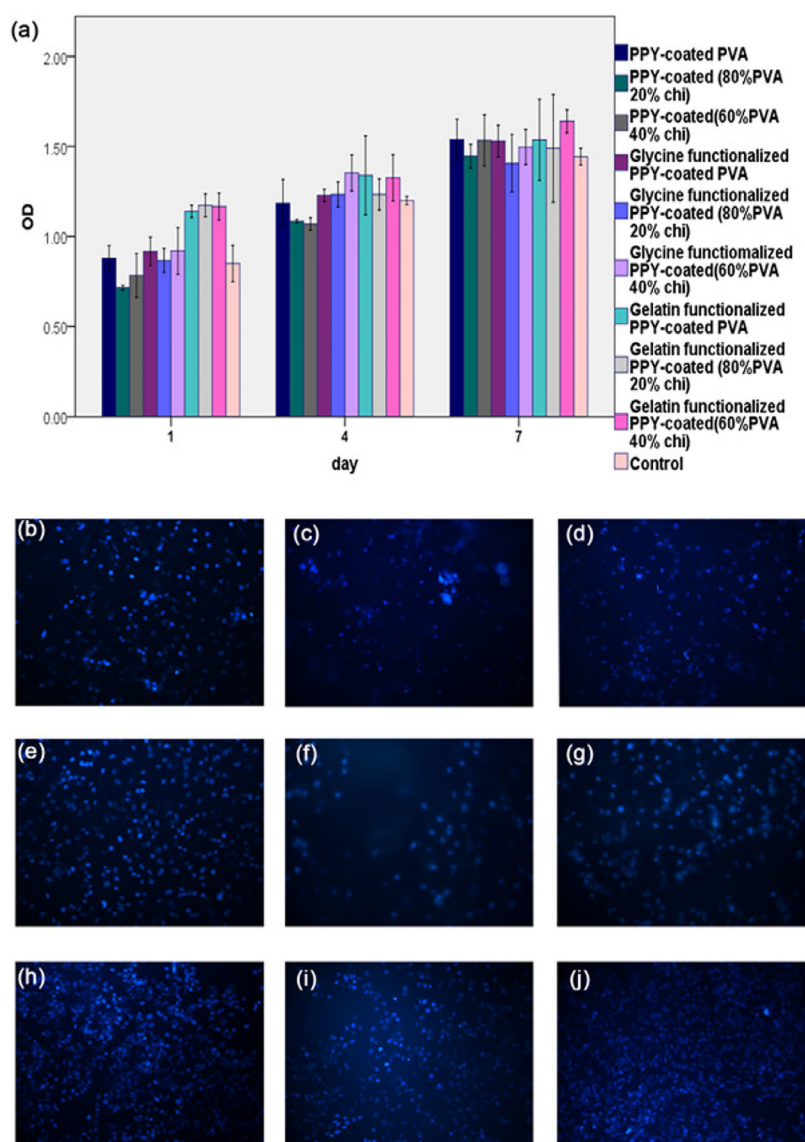 (a)
2.00
1.50
1.00
0.50
0.00
OD
1
4
7
day
PPY-coated PVA
PPY-coated (80%PVA
20% chi)
PPY-coated(60%PVA
40% chi)
Glycine functionalized
PPY-coated PVA
Glycine functionalized
PPY-coated (80%PVA
20% chi)
Glycine functiomalized
PPY-coated(60%PVA
40% chi)
Gelatin functionalized
PPY-coated PVA
Gelatin functionalized
PPY-coated (80%PVA
20% chi)
Gelatin functionalized
PPY-coated(60%PVA
40% chi)
Control
(b)
(c)
(d)
(e)
(f)
(g)
(h)
(i)
(j)